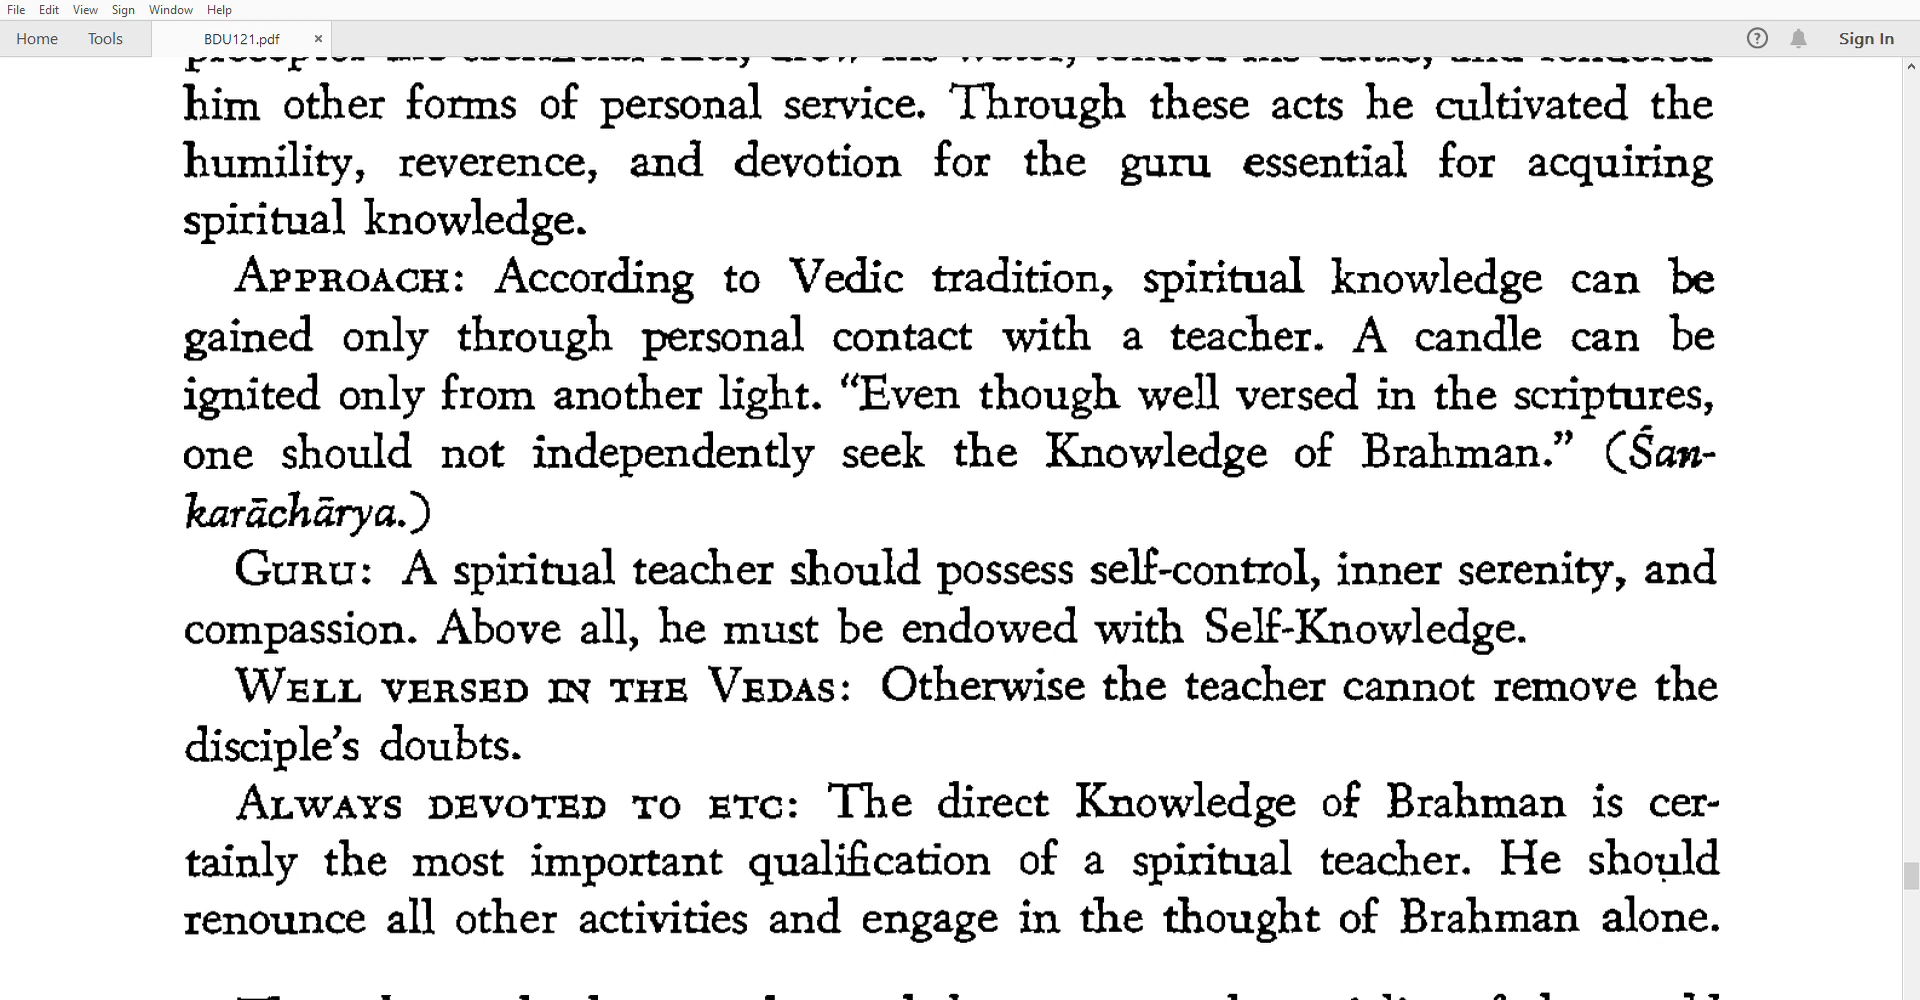 File Edit View Sign Window Help
Home Tools BDU121.pdf × ? Sign In
him other forms of personal service. Through these acts he cultivated the
humility, reverence, and devotion for the guru essential for acquiring
spiritual knowledge.
APPROACH: According to Vedic tradition, spiritual knowledge can be
gained only through personal contact with a teacher. A candle can be
ignited only from another light. “Even though well versed in the scriptures,
one should not independently seek the Knowledge of Brahman.” (Śan-
karāchārya.)
GURU: A spiritual teacher should possess self-control, inner serenity, and
compassion. Above all, he must be endowed with Self-Knowledge.
WELL VERSED IN THE VEDAS: Otherwise the teacher cannot remove the
disciple’s doubts.
ALWAYS DEVOTED TO ETC: The direct Knowledge of Brahman is cer-
tainly the most important qualification of a spiritual teacher. He should
renounce all other activities and engage in the thought of Brahman alone.